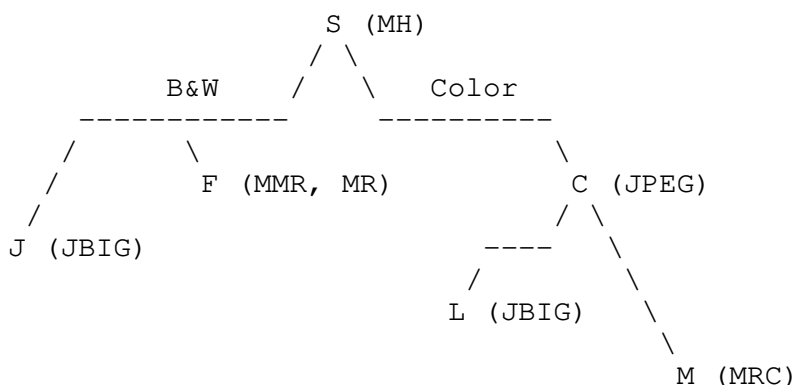 S (MH)
/ \
B&W / \ Color
------------ ----------
/ \ \
/ F (MMR, MR) C (JPEG)
/ / \
J (JBIG) ---- \
/ \
L (JBIG) \
\
M (MRC)